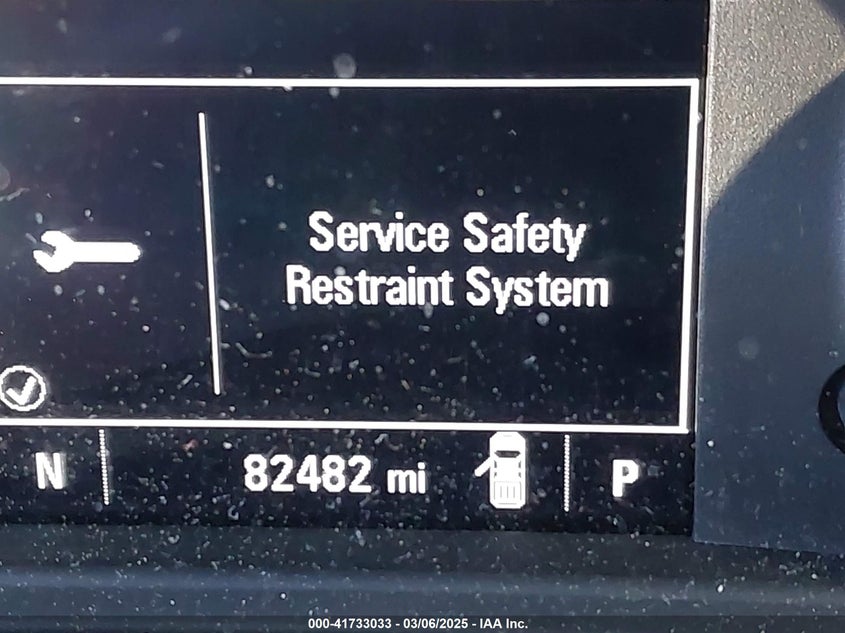 Service Safety
Restraint System
N
82482 mi
P
000-41733033 - 03/06/2025 - IAA Inc.